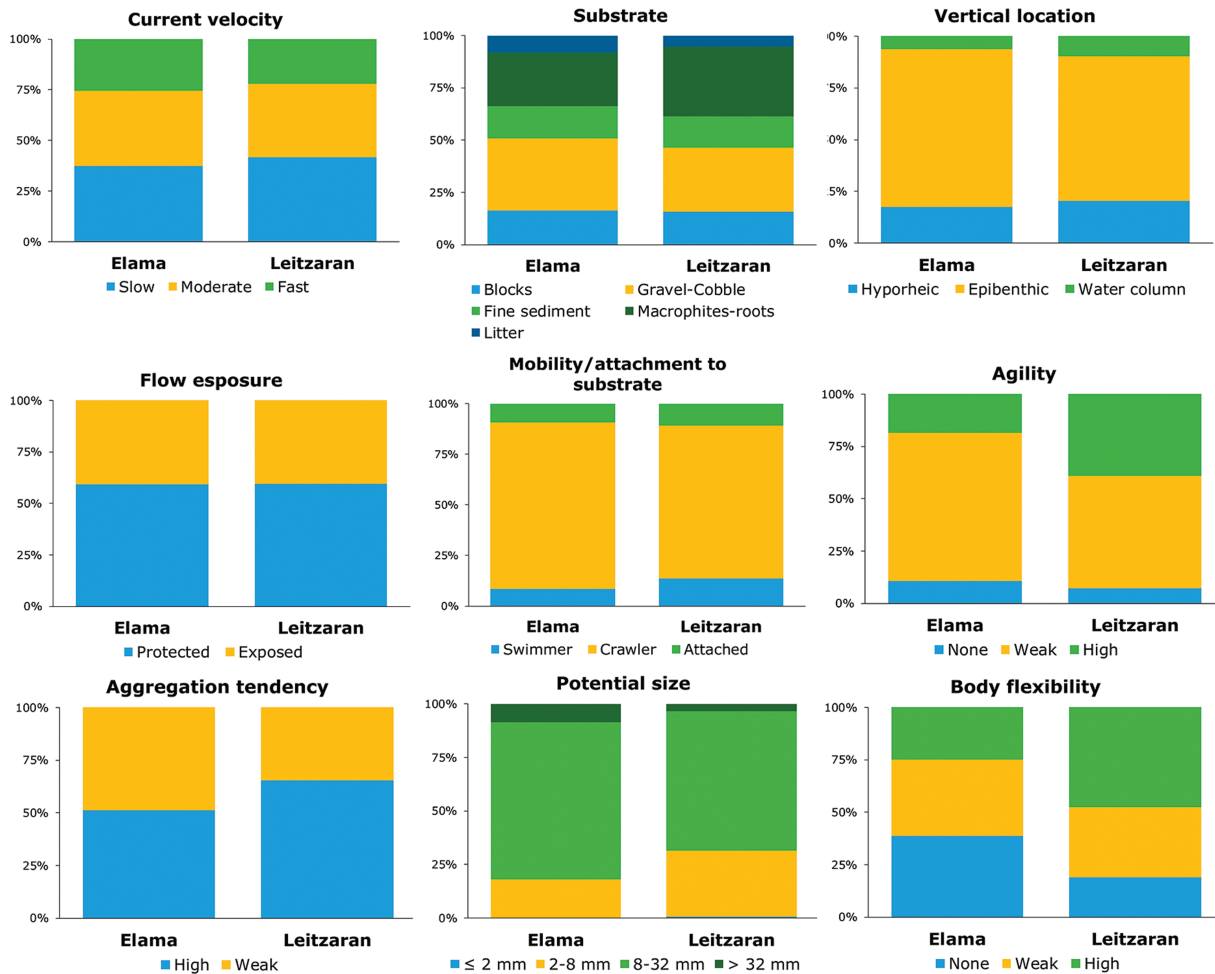 Current velocity
100%
75%
50%
25%
0%
Elama Leitzaran
Slow Moderate Fast
Substrate
100%
75%
50%
25%
0%
Elama Leitzaran
Blocks Gravel-Cobble
Fine sediment Macrophites-roots
Litter
Vertical location
0%
Elama Leitzaran
Hyporheic Epibenthic Water column
Flow exposure
100%
75%
50%
25%
0%
Elama Leitzaran
Protected Exposed
Mobility/attachment to
substrate
100%
75%
50%
25%
0%
Elama Leitzaran
Swimmer Crawler Attached
Agility
100%
75%
50%
25%
0%
Elama Leitzaran
None Weak High
Aggregation tendency
100%
75%
50%
25%
0%
Elama Leitzaran
High Weak
Potential size
100%
75%
50%
25%
0%
Elama Leitzaran
≤ 2 mm 2-8 mm 8-32 mm > 32 mm
Body flexibility
100%
75%
50%
25%
0%
Elama Leitzaran
None Weak High